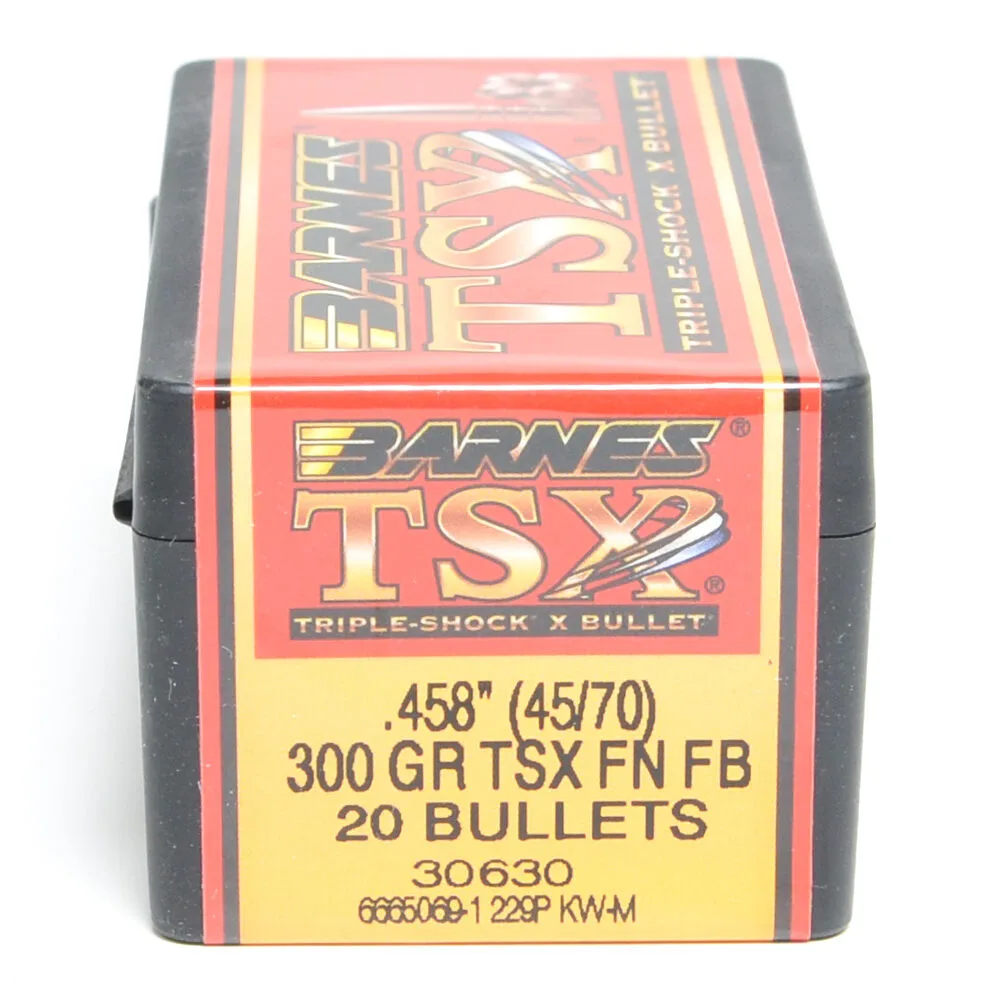 BARNES
TSX
TRIPLE-SHOCK X BULLET
BARNES®
TSX®
TRIPLE-SHOCK® X BULLET®
.458" (45/70)
300 GR TSX FN FB
20 BULLETS
30630
6665069-1 229P KW-M